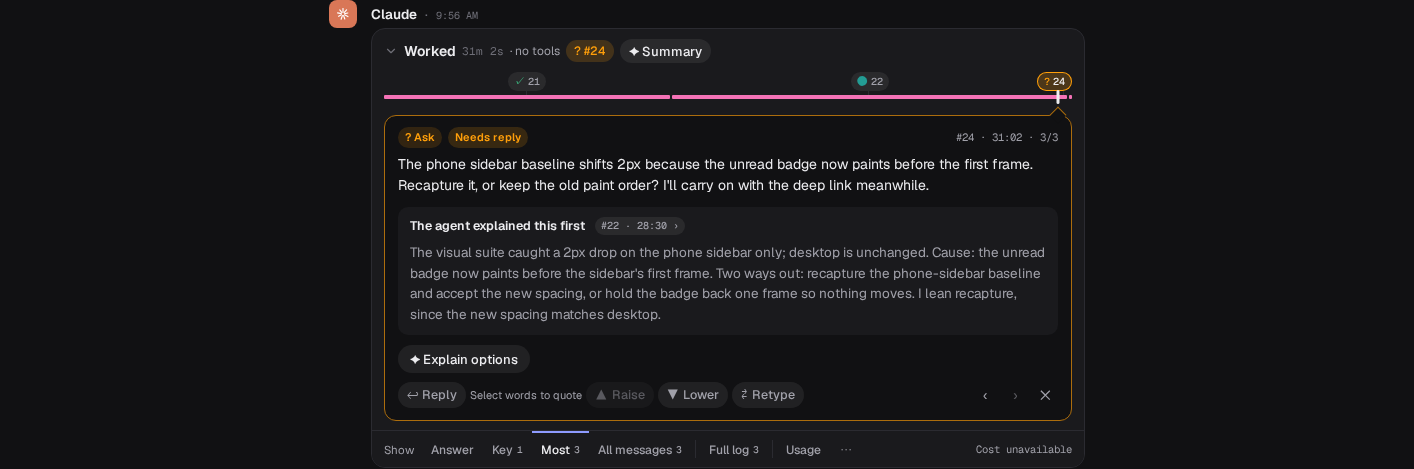 Claude · 9:56 AM
Worked 31m 2s · no tools ? #24 ✦ Summary
✓ 21 22 ? 24
? Ask Needs reply #24 · 31:02 · 3/3
The phone sidebar baseline shifts 2px because the unread badge now paints before the first frame.
Recapture it, or keep the old paint order? I'll carry on with the deep link meanwhile.
The agent explained this first #22 · 28:30 ›
The visual suite caught a 2px drop on the phone sidebar only; desktop is unchanged. Cause: the unread
badge now paints before the sidebar's first frame. Two ways out: recapture the phone-sidebar baseline
and accept the new spacing, or hold the badge back one frame so nothing moves. I lean recapture,
since the new spacing matches desktop.
✦ Explain options
↩ Reply Select words to quote ▲ Raise ▼ Lower Retype ‹ › ✕
Show Answer Key 1 Most 3 All messages 3 Full log 3 Usage ··· Cost unavailable